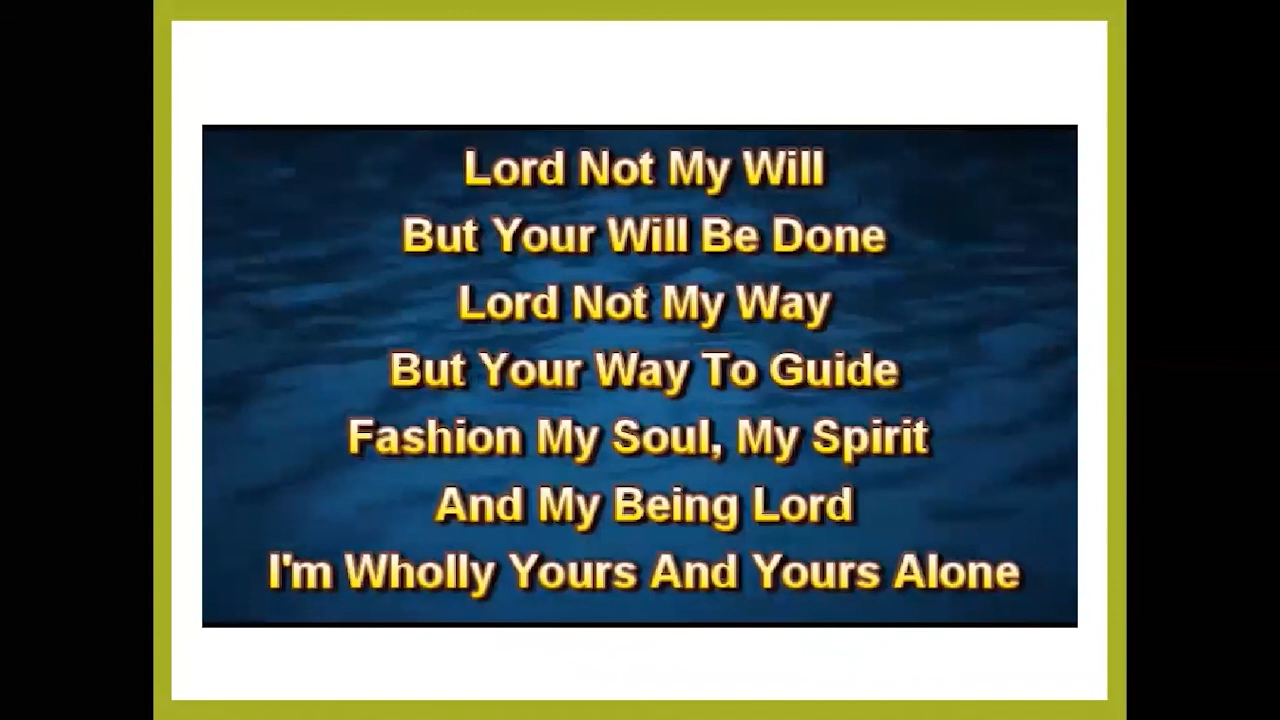 Lord Not My Will
But Your Will Be Done
Lord Not My Way
But Your Way To Guide
Fashion My Soul, My Spirit
And My Being Lord
I'm Wholly Yours And Yours Alone